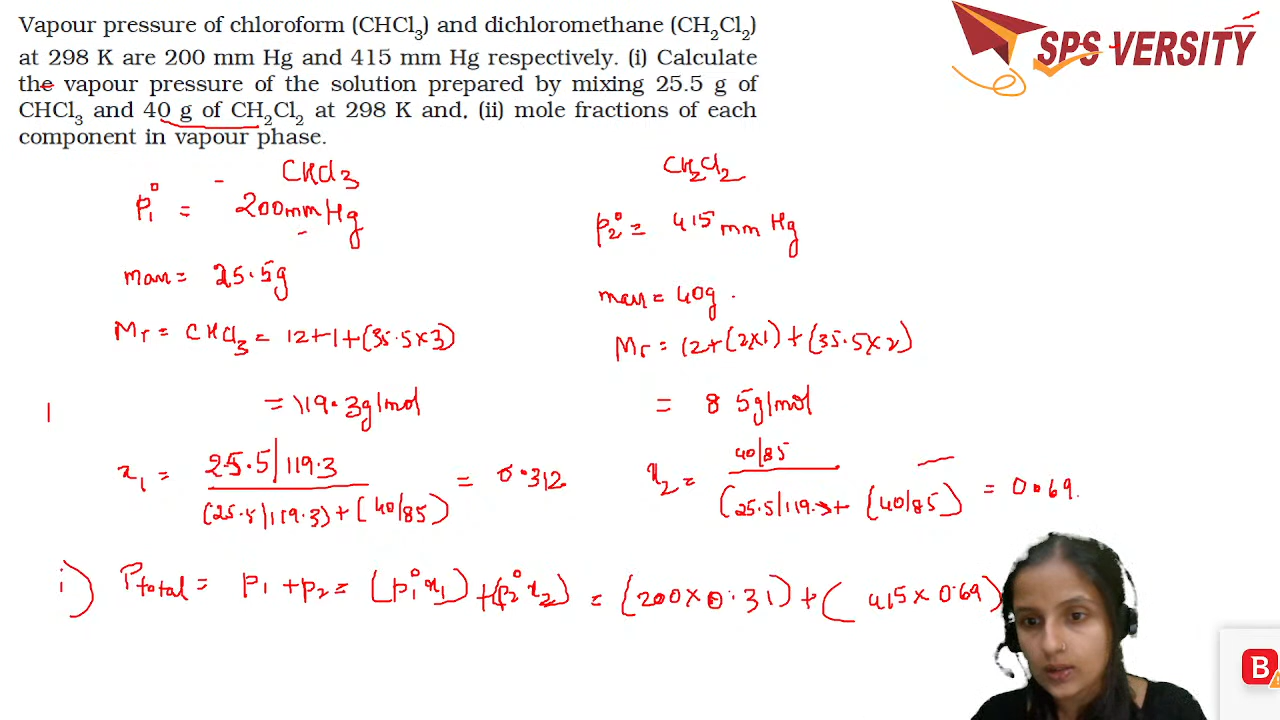 Vapour pressure of chloroform (CHCl₃) and dichloromethane (CH₂Cl₂)
at 298 K are 200 mm Hg and 415 mm Hg respectively. (i) Calculate
the vapour pressure of the solution prepared by mixing 25.5 g of
CHCl₃ and 40 g of CH₂Cl₂ at 298 K and, (ii) mole fractions of each
component in vapour phase.
SPS VERSITY
CHCl3
P₁° = 200mmHg
mass = 25.5g
Mr = CHCl₃ = 12+1+(35.5×3)
= 119.3g/mol
x₁ = 25.5/119.3
(25.5/119.3)+(40/85) = 0.312
CH₂Cl₂
P₂° = 415 mm Hg
mass = 40g
Mr = 12+(2×1)+(35.5×2)
= 85g/mol
x₂ = 40/85
(25.5/119.3+(40/85) = 0.69
i) Ptotal = P₁+P₂ = (P₁°x₁)+(P₂°x₂) = (200×0.31)+(415×0.69)
B